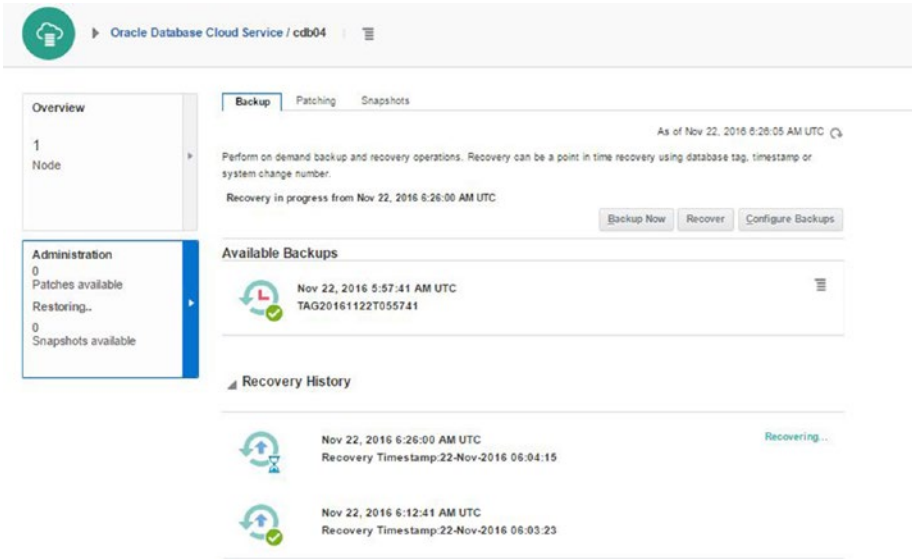 Oracle Database Cloud Service / cdb04
Overview
1
Node
Administration
0
Patches available
Restoring..
0
Snapshots available
Backup Patching Snapshots
As of Nov 22, 2016 6:26:05 AM UTC
Perform on demand backup and recovery operations. Recovery can be a point in time recovery using database tag, timestamp or
system change number.
Recovery in progress from Nov 22, 2016 6:26:00 AM UTC
Backup Now Recover Configure Backups
Available Backups
Nov 22, 2016 5:57:41 AM UTC
TAG20161122T055741
Recovery History
Nov 22, 2016 6:26:00 AM UTC
Recovering...
Recovery Timestamp:22-Nov-2016 06:04:15
Nov 22, 2016 6:12:41 AM UTC
Recovery Timestamp:22-Nov-2016 06:03:23